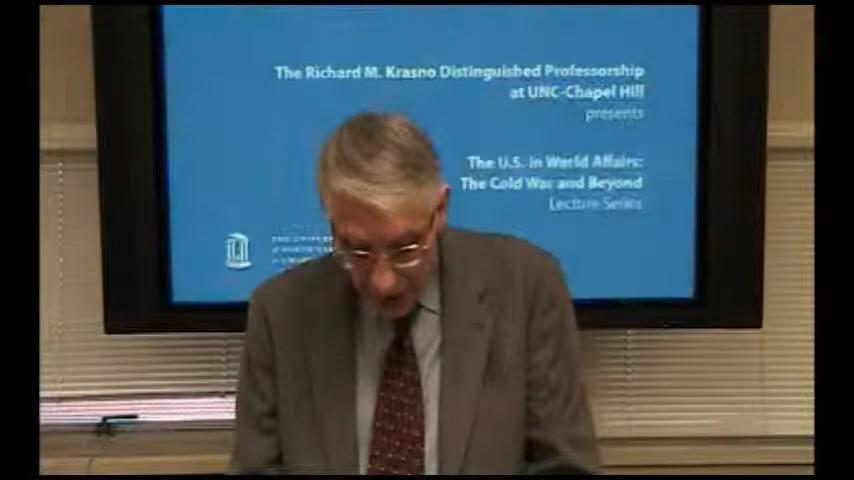 The Richard M. Krasno Distinguished Professorship
at UNC-Chapel Hill
presents
The U.S. in World Affairs:
The Cold War and Beyond
Lecture Series